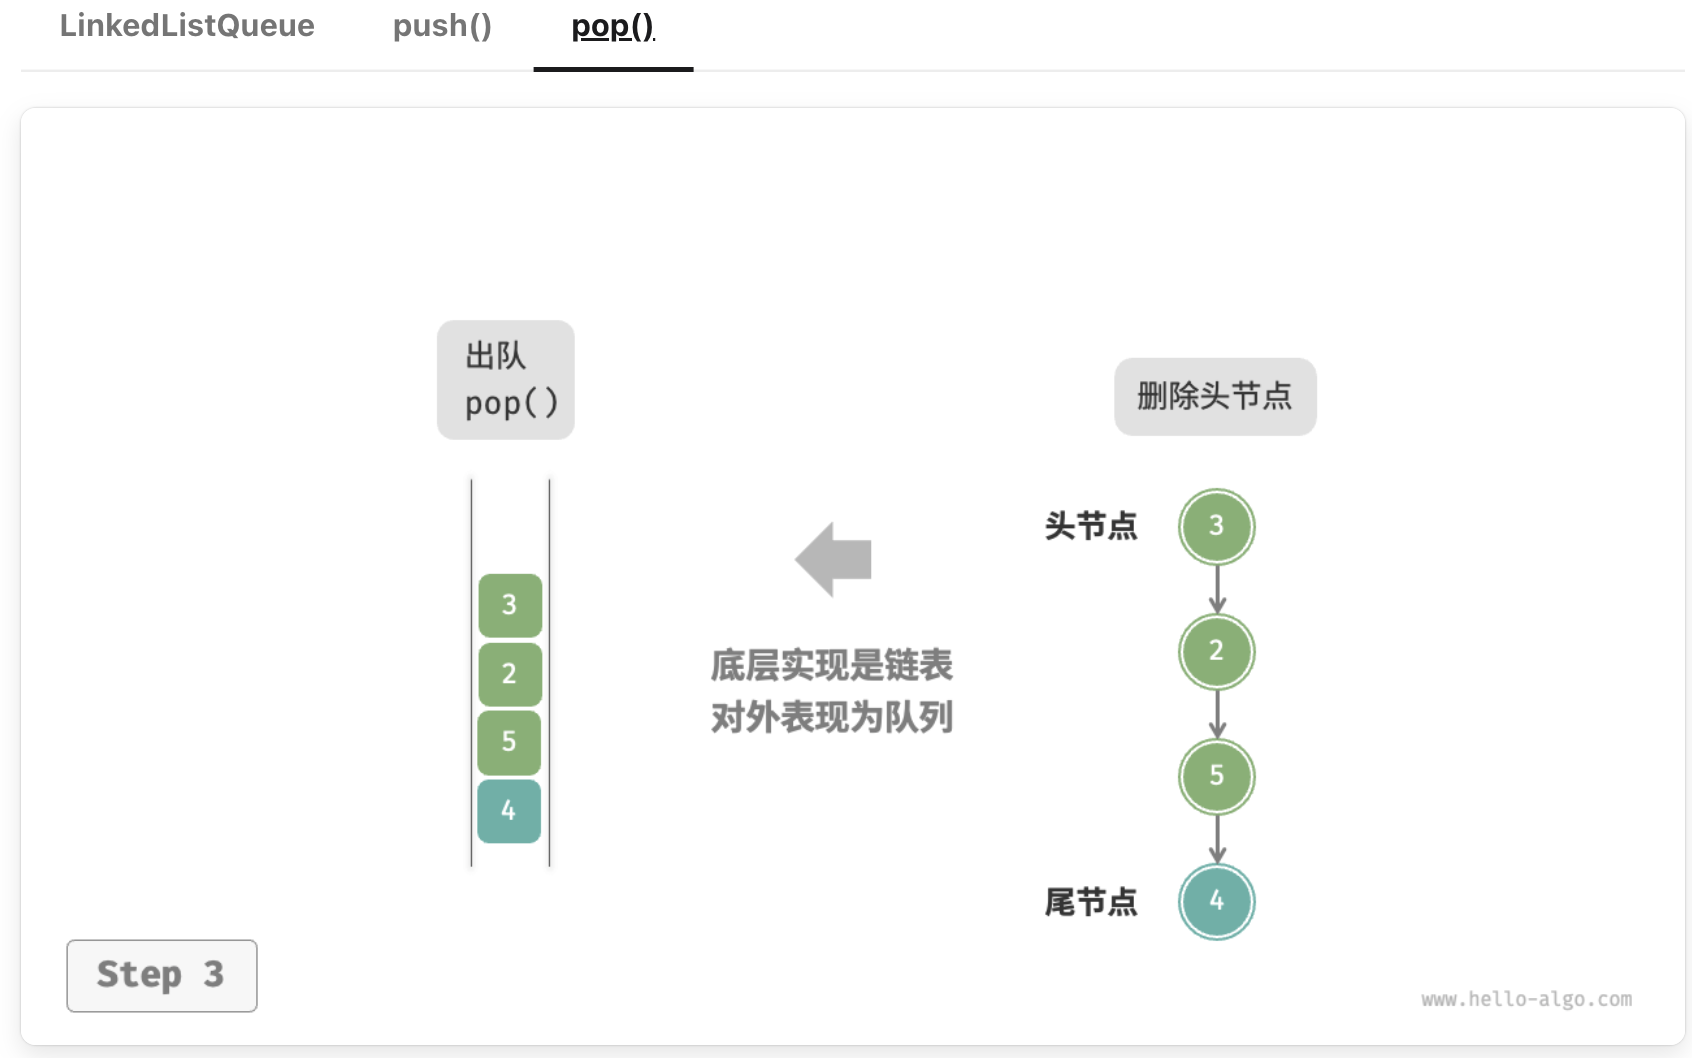 LinkedListQueue
push()
pop()
出队
pop()
3
2
5
4
底层实现是链表
对外表现为队列
删除头节点
头节点
3
2
5
尾节点
4
Step 3
www.hello-algo.com